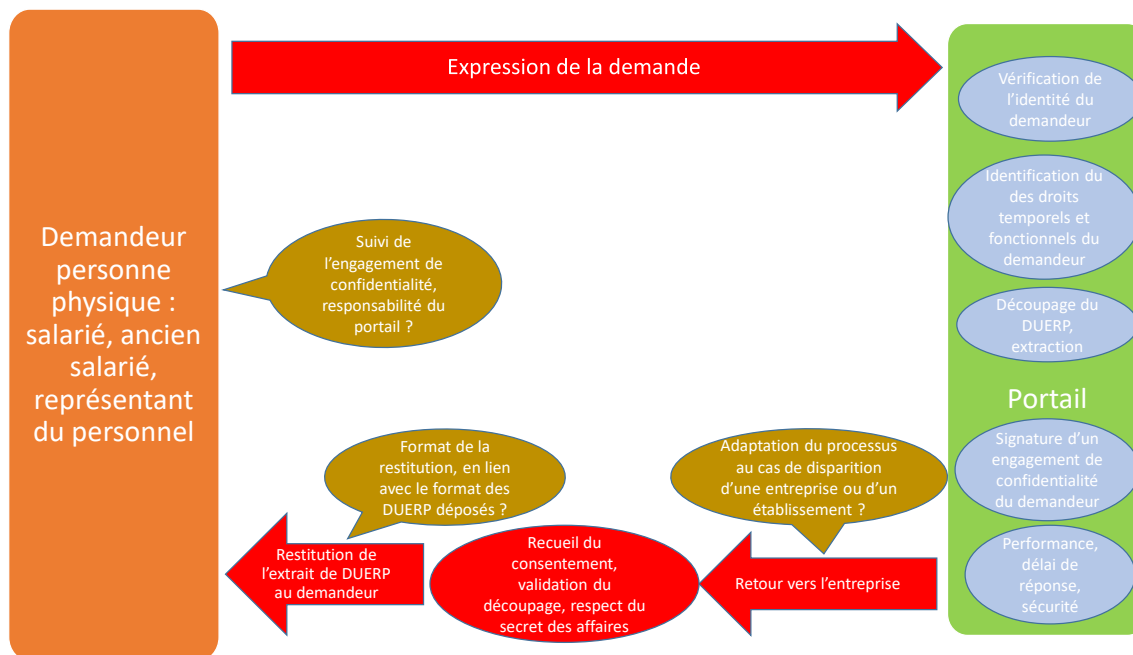 Expression de la demande
Demandeur
personne
physique :
salarié, ancien
salarié,
représentant
du personnel
Suivi de
l'engagement de
confidentialité,
responsabilité du
portail ?
Vérification de
l'identité du
demandeur
Identification du
des droits
temporels et
fonctionnels du
demandeur
Découpage du
DUERP,
extraction
Portail
Signature d'un
engagement de
confidentialité
du demandeur
Performance,
délai de
réponse,
sécurité
Adaptation du processus
au cas de disparition
d'une entreprise ou d'un
établissement ?
Retour vers l'entreprise
Recueil du
consentement,
validation du
découpage, respect du
secret des affaires
Format de la
restitution, en lien
avec le format des
DUERP déposés ?
Restitution de
l'extrait de DUERP
au demandeur